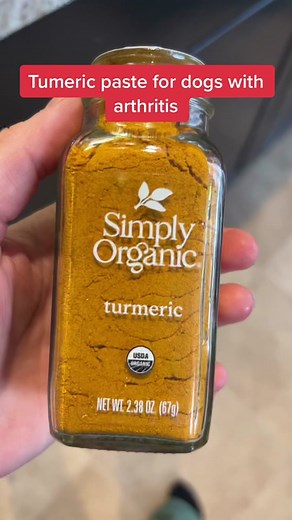 Tumeric paste for dogs with
arthritis
Simply
Organic
turmeric
USDA
ORGANIC
NET WT. 2.38 OZ. (67g)